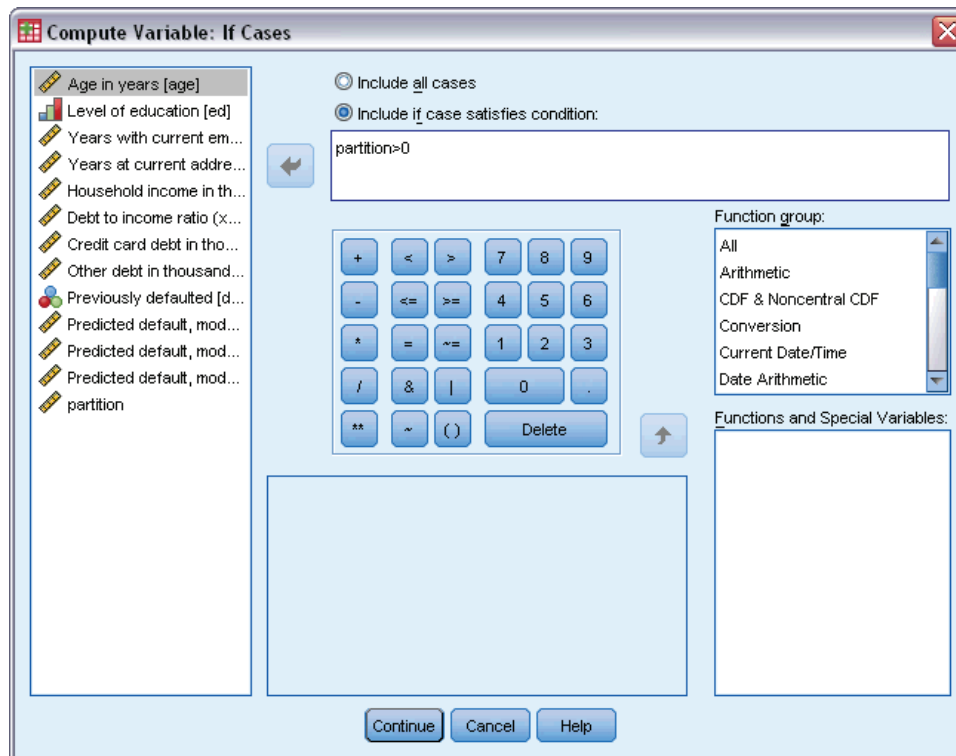 Compute Variable: If Cases
Age in years [age]
Level of education [ed]
Years with current em...
Years at current addre...
Household income in th...
Debt to income ratio (x...
Credit card debt in tho...
Other debt in thousand...
Previously defaulted [d...
Predicted default, mod...
Predicted default, mod...
Predicted default, mod...
partition
Include all cases
Include if case satisfies condition:
partition>0
+ < > 7 8 9
- <= >= 4 5 6
* = ~= 1 2 3
/ & | 0 .
** ~ ( ) Delete
Function group:
All
Arithmetic
CDF & Noncentral CDF
Conversion
Current Date/Time
Date Arithmetic
Functions and Special Variables:
Continue Cancel Help